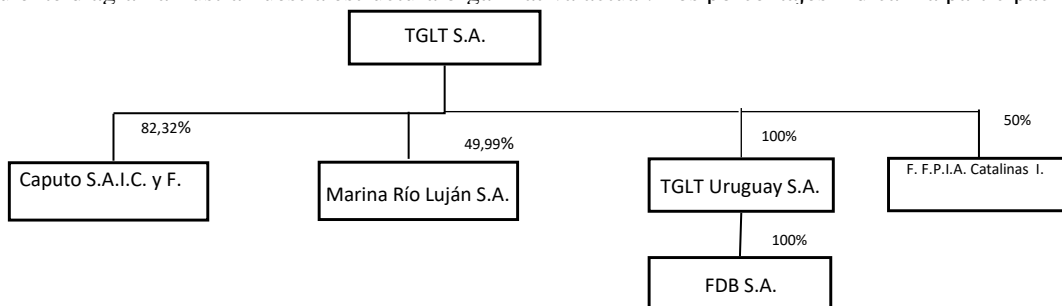 TGLT S.A.
82,32%
49,99%
100%
50%
Caputo S.A.I.C. y F.
Marina Río Luján S.A.
TGLT Uruguay S.A.
F. F.P.I.A. Catalinas I.
100%
FDB S.A.